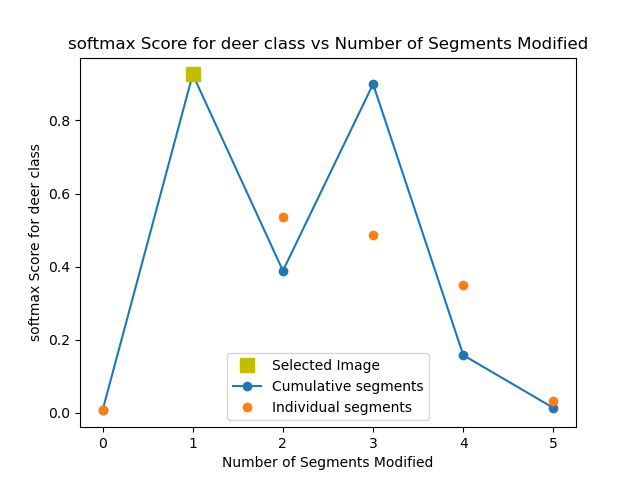 softmax Score for deer class vs Number of Segments Modified
softmax Score for deer class
0.8
0.6
0.4
0.2
0.0
Selected Image
Cumulative segments
Individual segments
0 1 2 3 4 5
Number of Segments Modified